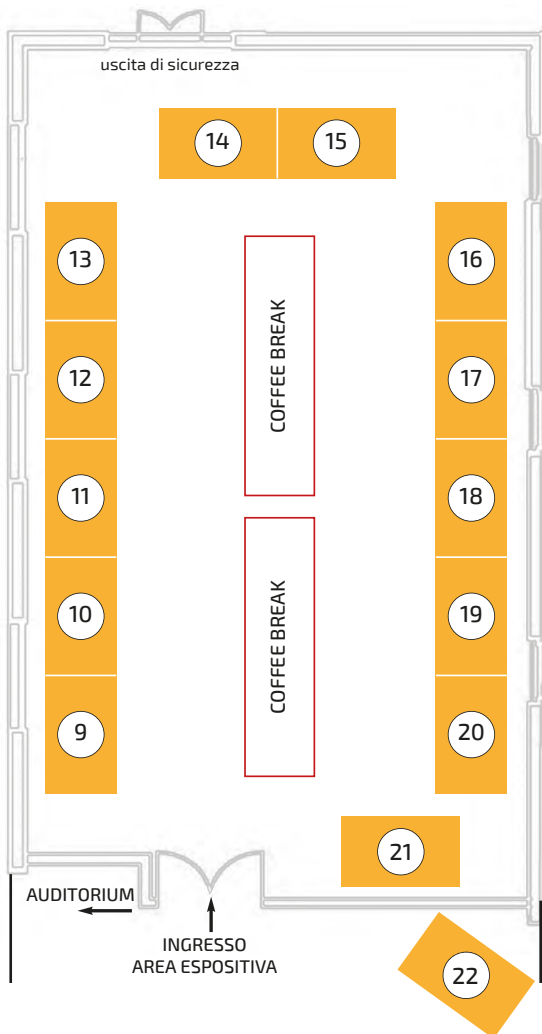 uscita di sicurezza
14 15
13 16
COFFEE BREAK
12 17
11 18
10 19
COFFEE BREAK
9 20
21
AUDITORIUM
INGRESSO
AREA ESPOSITIVA
22